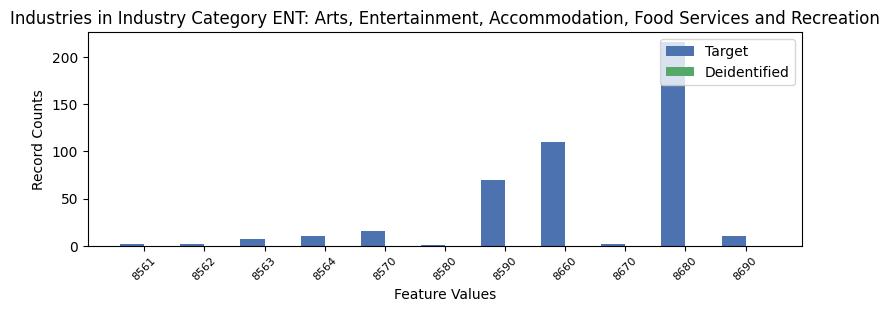 Industries in Industry Category ENT: Arts, Entertainment, Accommodation, Food Services and Recreation
Target
Deidentified
Record Counts
200
150
100
50
0
8561 8562 8563 8564 8570 8580 8590 8660 8670 8680 8690
Feature Values